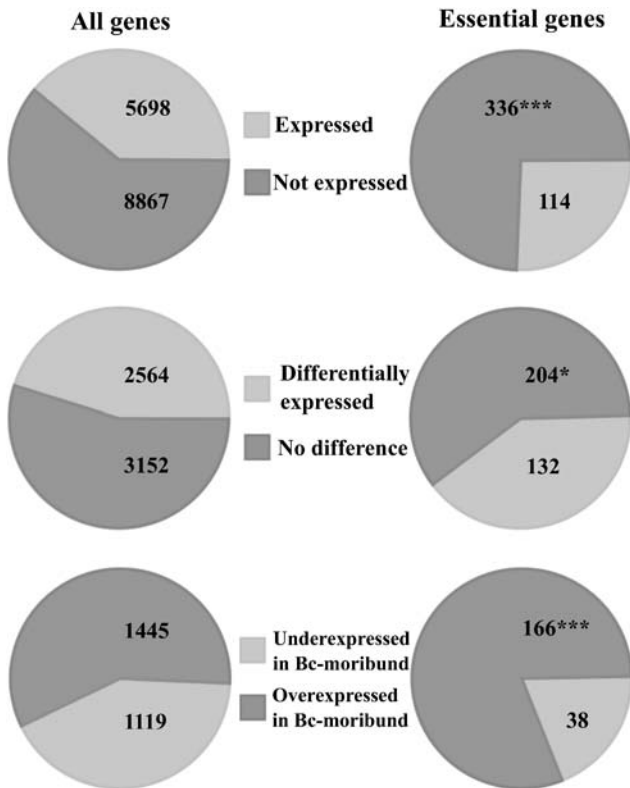 All genes
Essential genes
5698
8867
Expressed
Not expressed
336***
114
2564
3152
Differentially
expressed
No difference
204*
132
1445
1119
Underexpressed
in Bc-moribund
Overexpressed
in Bc-moribund
166***
38